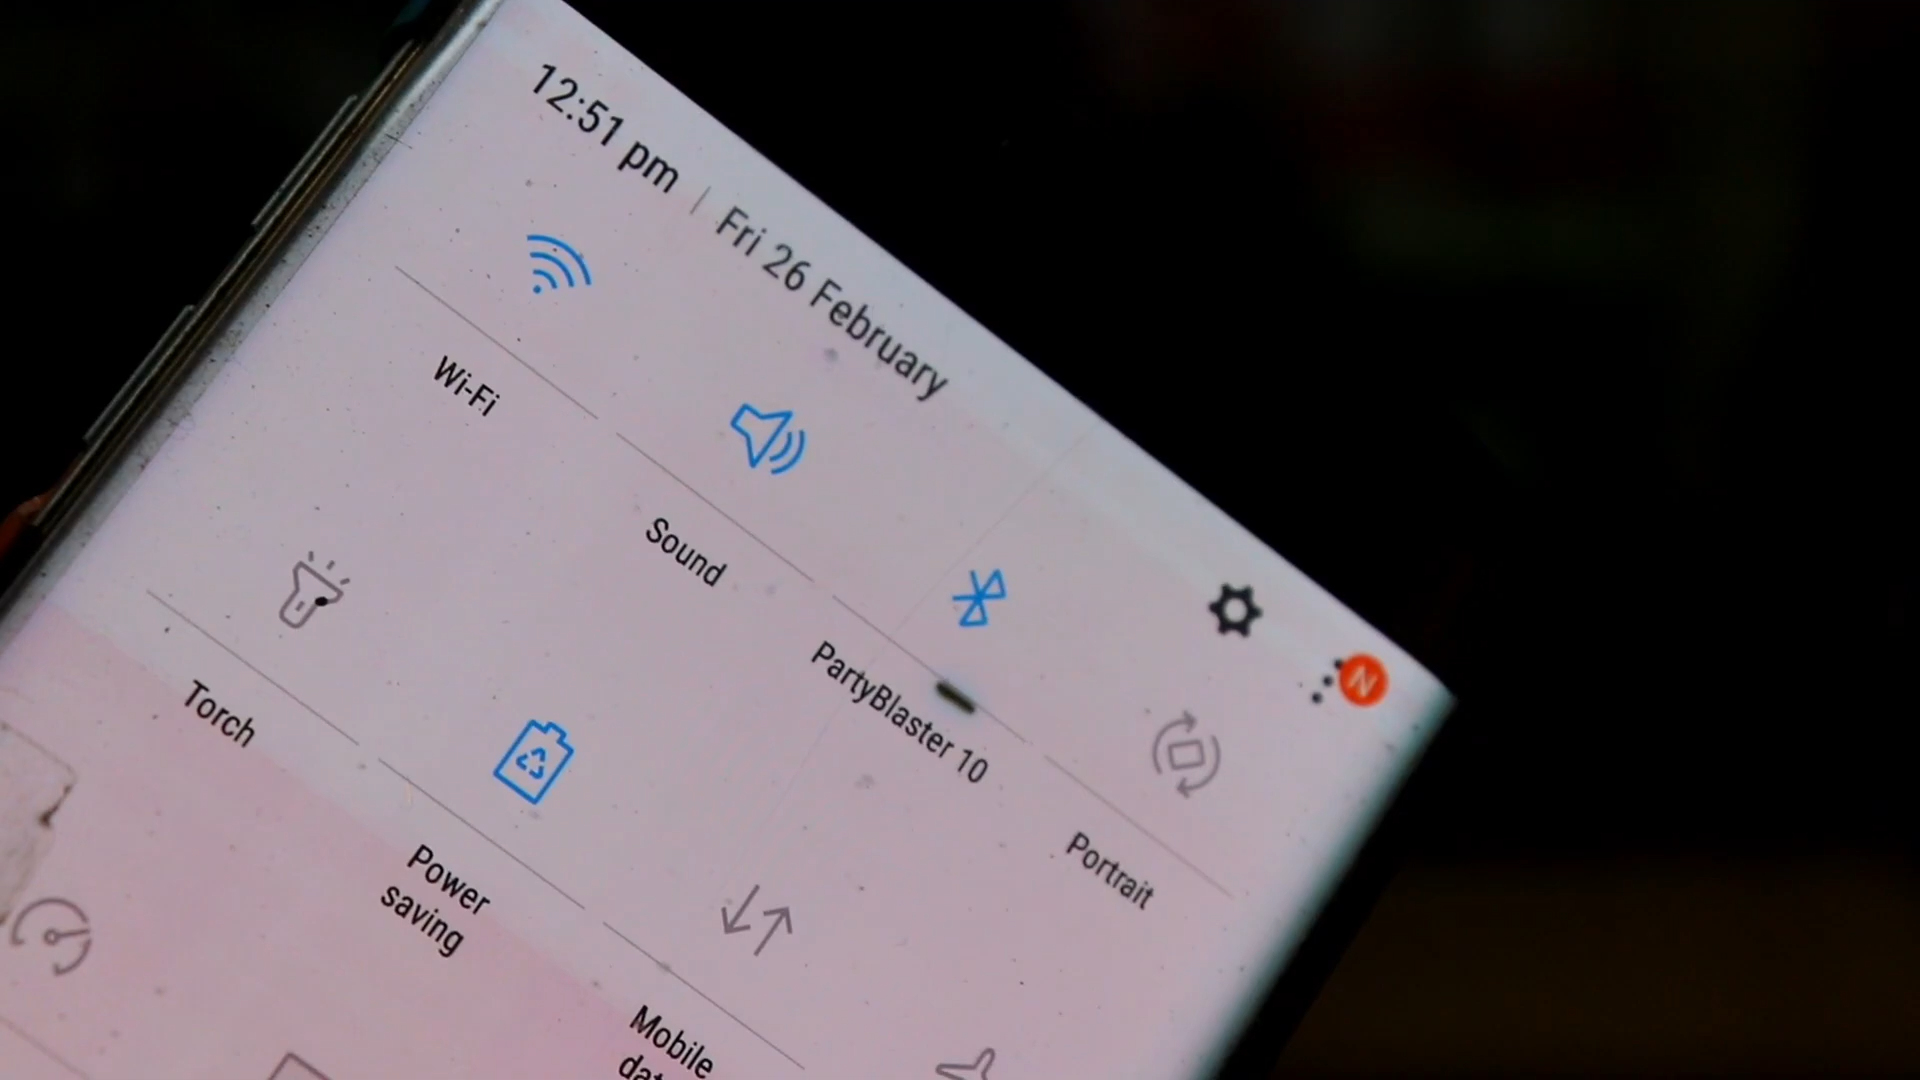 12:51 pm | Fri 26 February
N
Wi-Fi
Sound
PartyBlaster 10
Portrait
Torch
Power
saving
Mobile